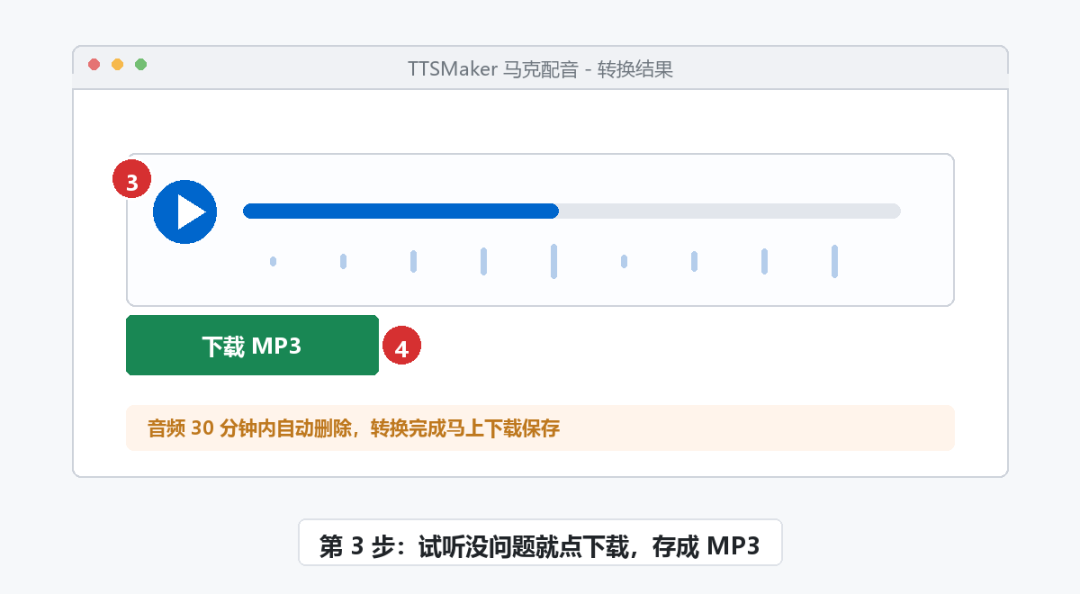 TTSMaker 马克配音 - 转换结果
3
下载 MP3
4
音频 30 分钟内自动删除，转换完成马上下载保存
第 3 步：试听没问题就点下载，存成 MP3